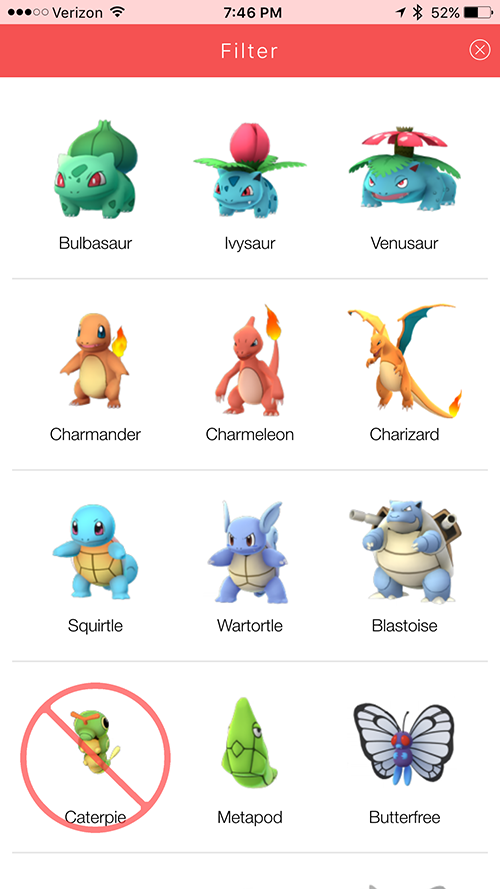 Verizon 7:46 PM 52%
Filter
Bulbasaur Ivysaur Venusaur
Charmander Charmeleon Charizard
Squirtle Wartortle Blastoise
Caterpie Metapod Butterfree